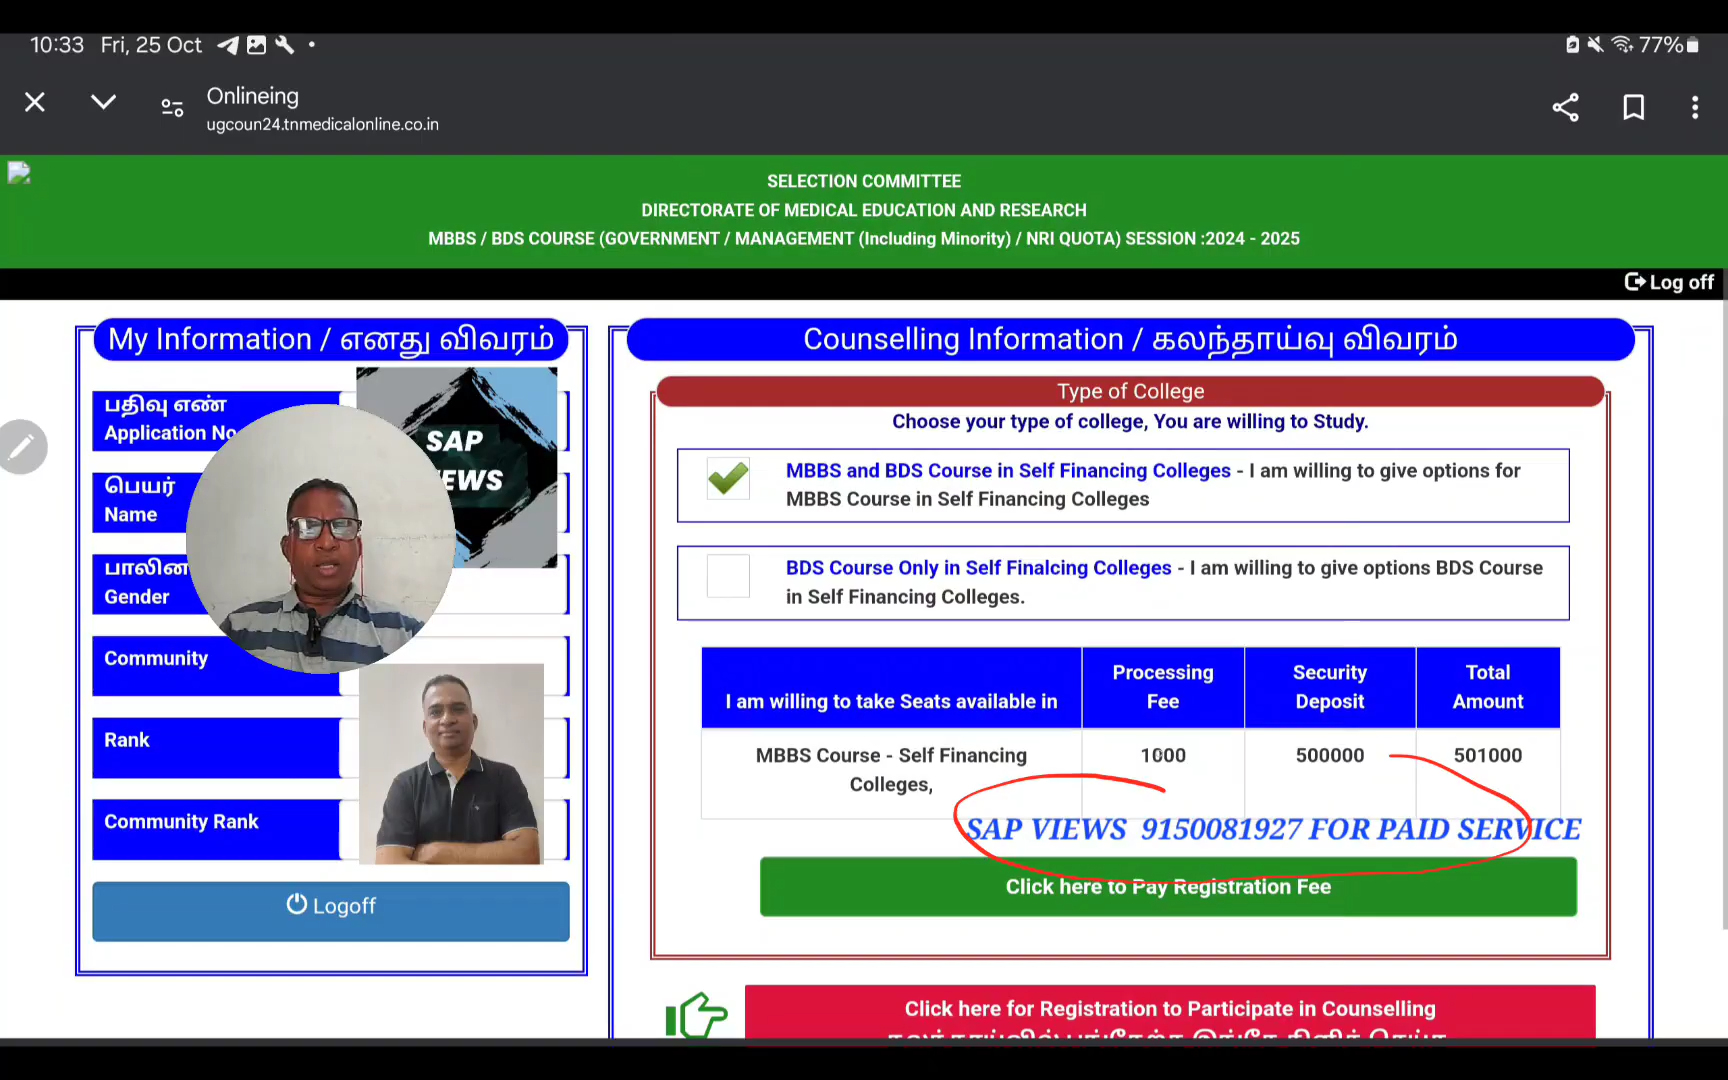 10:33 Fri, 25 Oct
77%
Onlineing
ugcoun24.tnmedicalonline.co.in
SELECTION COMMITTEE
DIRECTORATE OF MEDICAL EDUCATION AND RESEARCH
MBBS / BDS COURSE (GOVERNMENT / MANAGEMENT (Including Minority) / NRI QUOTA) SESSION :2024 - 2025
Log off
My Information / எனது விவரம்
பதிவு எண்
Application No
SAP
பெயர்
Name
Gender
Community
Rank
Community Rank
Logoff
Counselling Information / கலந்தாய்வு விவரம்
Type of College
Choose your type of college, You are willing to Study.
MBBS and BDS Course in Self Financing Colleges - I am willing to give options for
MBBS Course in Self Financing Colleges
BDS Course Only in Self Finalcing Colleges - I am willing to give options BDS Course
in Self Financing Colleges.
I am willing to take Seats available in
Processing Fee
Security Deposit
Total Amount
MBBS Course - Self Financing
Colleges,
1000
500000
501000
SAP VIEWS 9150081927 FOR PAID SERVICE
Click here to Pay Registration Fee
Click here for Registration to Participate in Counselling